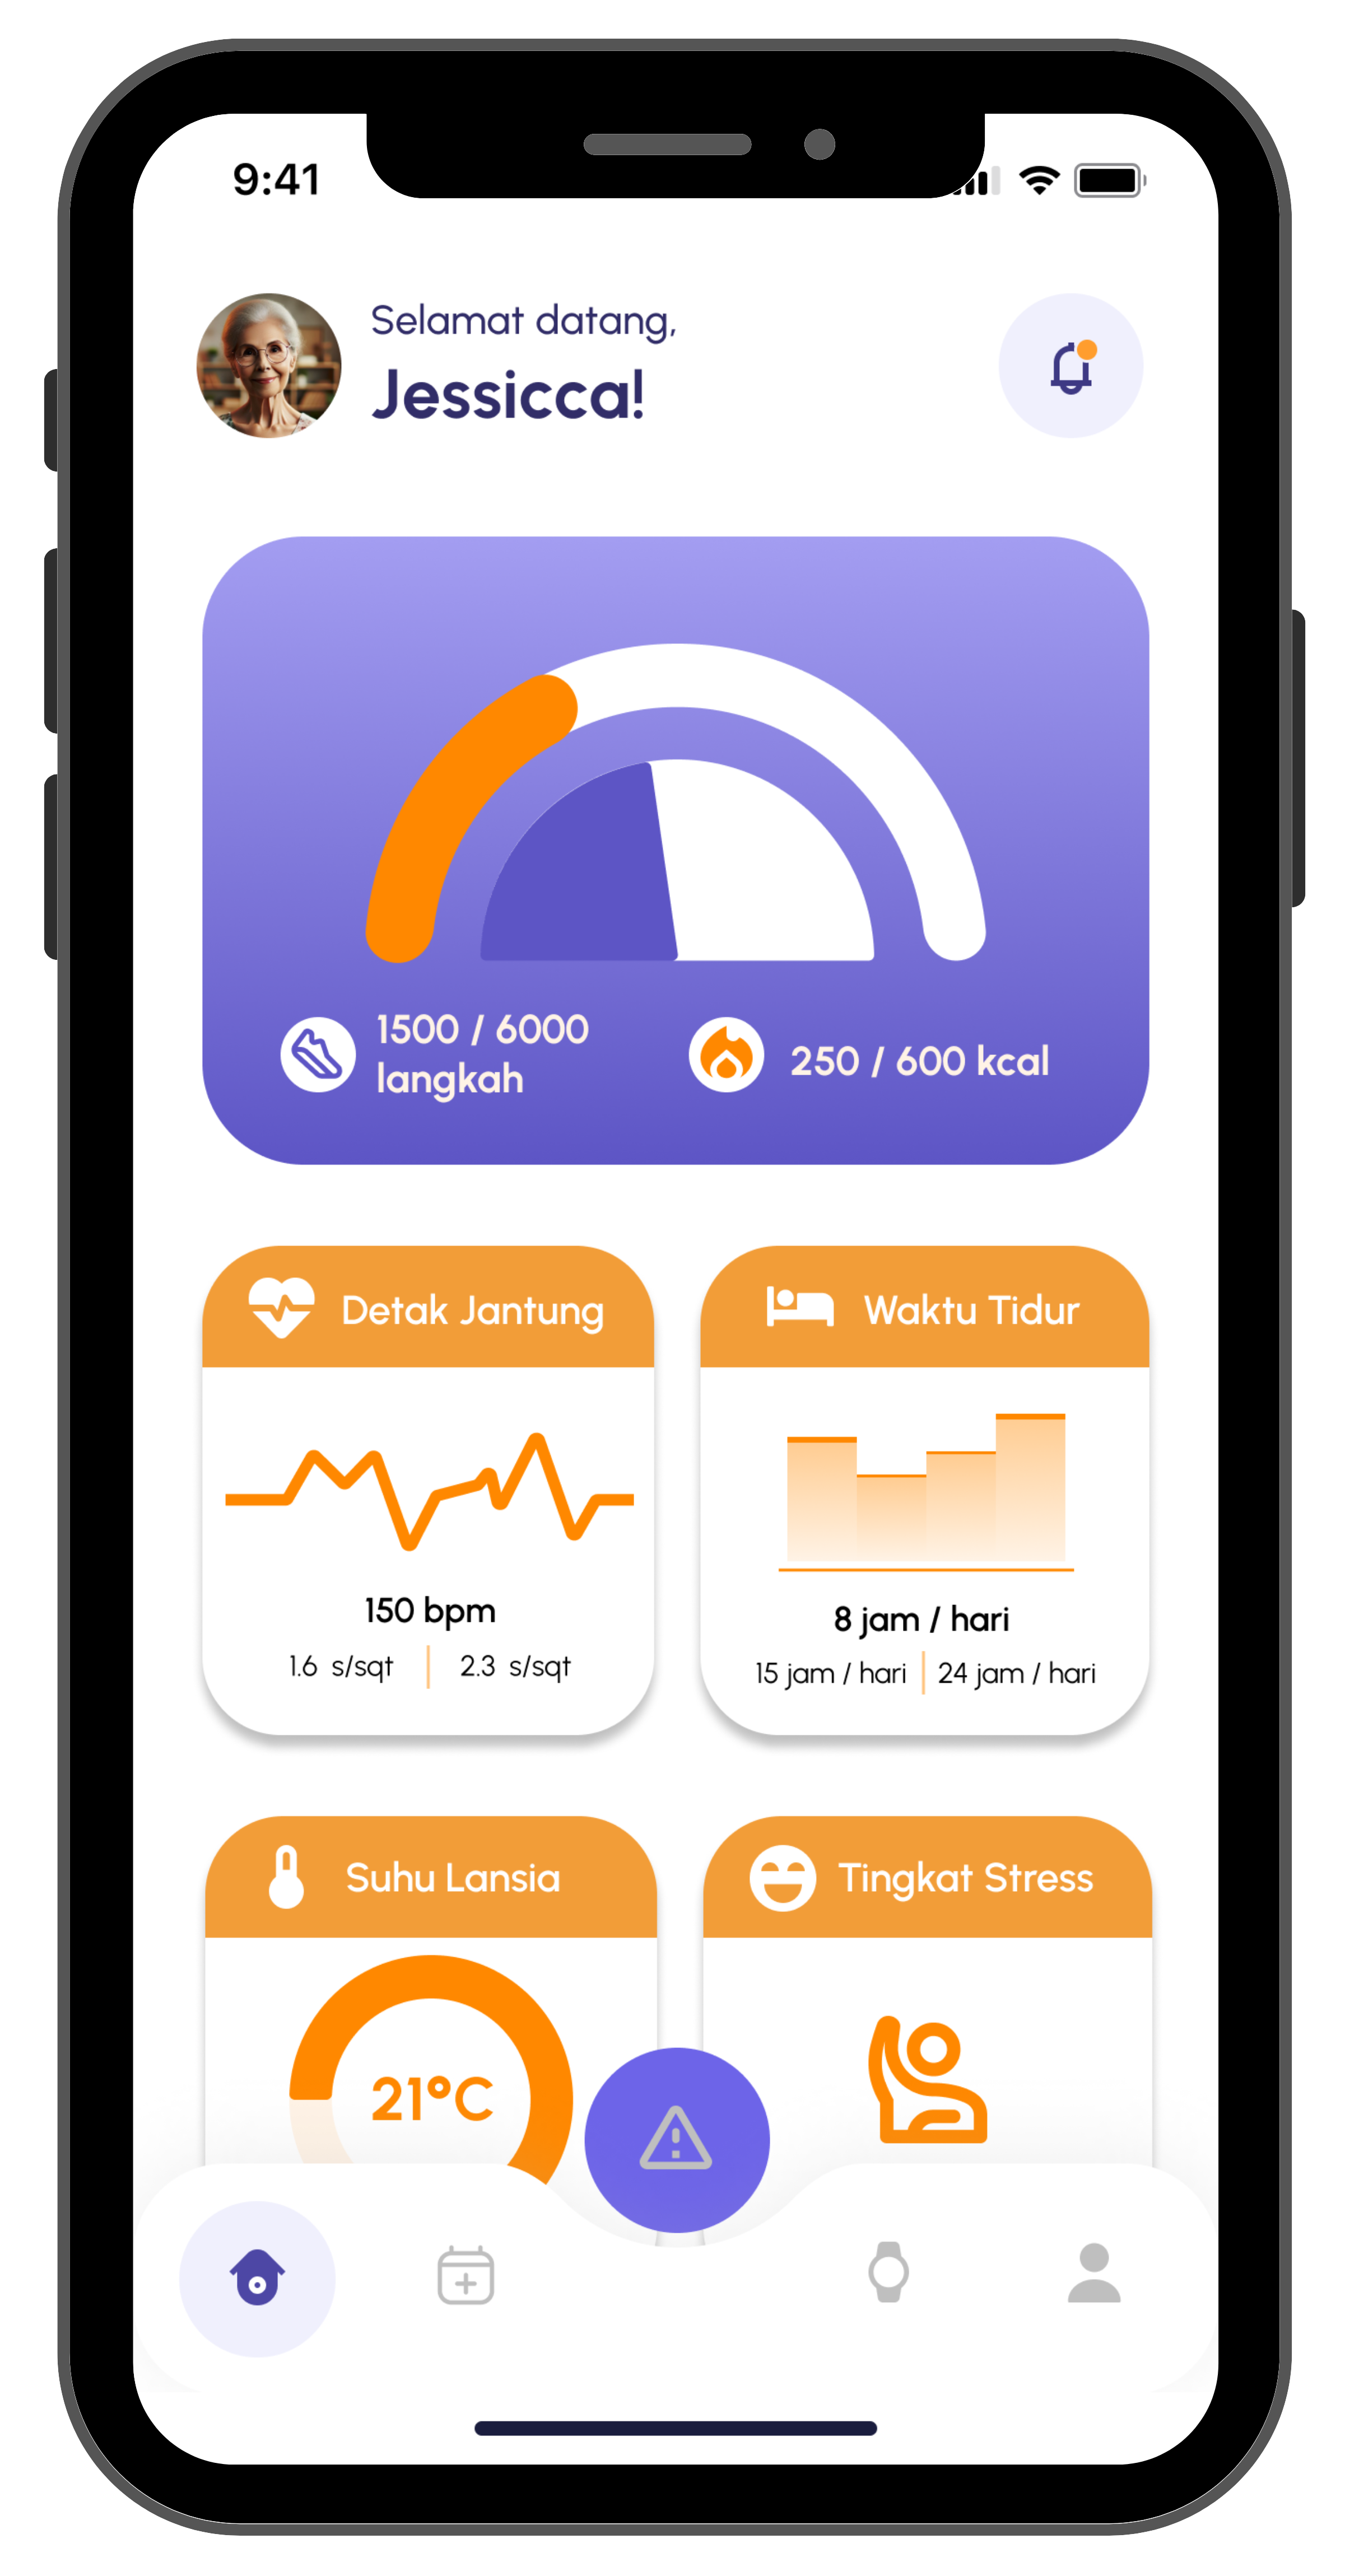 9:41
Selamat datang,
Jessicca!
1500 / 6000
langkah
250 / 600 kcal
Detak Jantung
150 bpm
1.6 s/sqt
2.3 s/sqt
Waktu Tidur
8 jam / hari
15 jam / hari
24 jam / hari
Suhu Lansia
21°C
Tingkat Stress